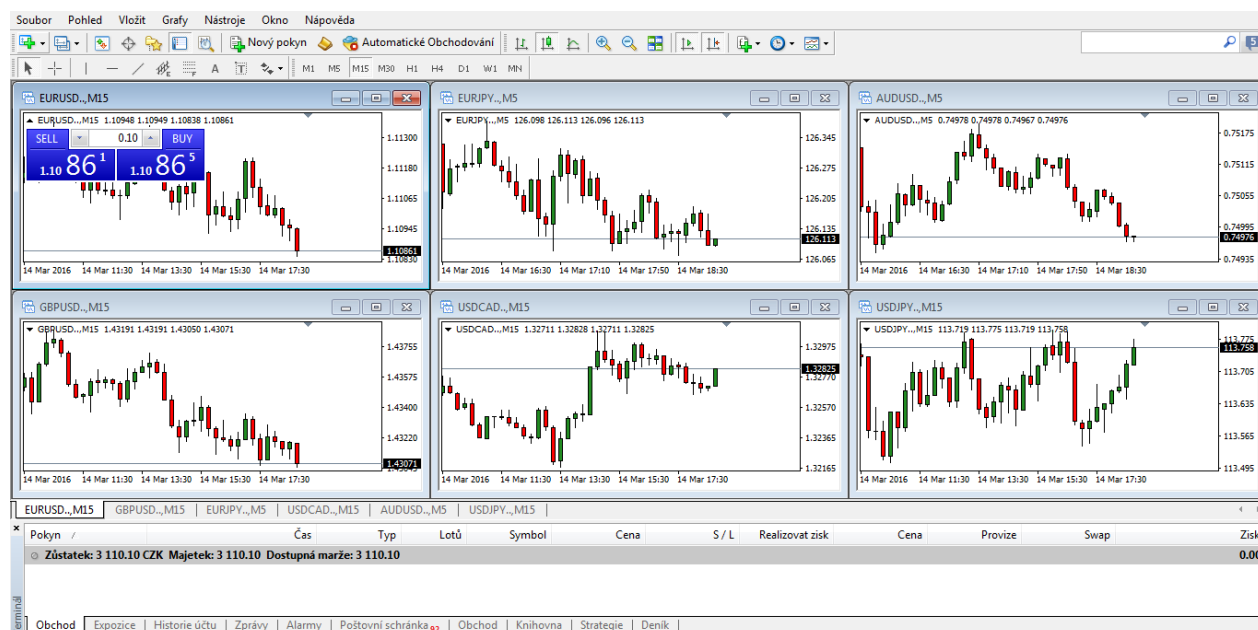 Soubor Pohled Vložit Grafy Nástroje Okno Nápověda
Nový pokyn Automatické Obchodování 5
A T M1 M5 M15 M30 H1 H4 D1 W1 MN
EURUSD..,M15
EURUSD..,M15 1.10948 1.10949 1.10838 1.10861
SELL 0.10 BUY
1.10 86 1 1.10 86 5
1.11300
1.11180
1.11065
1.10945
1.10861
1.10830
14 Mar 2016 14 Mar 11:30 14 Mar 13:30 14 Mar 15:30 14 Mar 17:30
EURJPY..,M5
EURJPY..,M5 126.098 126.113 126.096 126.113
126.345
126.275
126.205
126.135
126.113
126.065
14 Mar 2016 14 Mar 16:30 14 Mar 17:10 14 Mar 17:50 14 Mar 18:30
AUDUSD..,M5
AUDUSD..,M5 0.74978 0.74978 0.74967 0.74976
0.75175
0.75115
0.75055
0.74995
0.74976
0.74935
14 Mar 2016 14 Mar 16:30 14 Mar 17:10 14 Mar 17:50 14 Mar 18:30
GBPUSD..,M15
GBPUSD..,M15 1.43191 1.43191 1.43050 1.43071
1.43755
1.43575
1.43400
1.43220
1.43071
14 Mar 2016 14 Mar 11:30 14 Mar 13:30 14 Mar 15:30 14 Mar 17:30
USDCAD..,M15
USDCAD..,M15 1.32711 1.32828 1.32711 1.32825
1.32975
1.32825
1.32770
1.32570
1.32365
1.32165
14 Mar 2016 14 Mar 11:30 14 Mar 13:30 14 Mar 15:30 14 Mar 17:30
USDJPY..,M15
USDJPY..,M15 113.719 113.775 113.719 113.758
113.775
113.758
113.705
113.635
113.565
113.495
14 Mar 2016 14 Mar 11:30 14 Mar 13:30 14 Mar 15:30 14 Mar 17:30
EURUSD..,M15 GBPUSD..,M15 EURJPY..,M5 USDCAD..,M15 AUDUSD..,M5 USDJPY..,M15
Pokyn / Čas Typ Lotů Symbol Cena S / L Realizovat zisk Cena Provize Swap Zisk
Zůstatek: 3 110.10 CZK Majetek: 3 110.10 Dostupná marže: 3 110.10 0.00
Obchod Expozice Historie účtu Zprávy Alarmy Poštovní schránka 92 Obchod Knihovna Strategie Deník